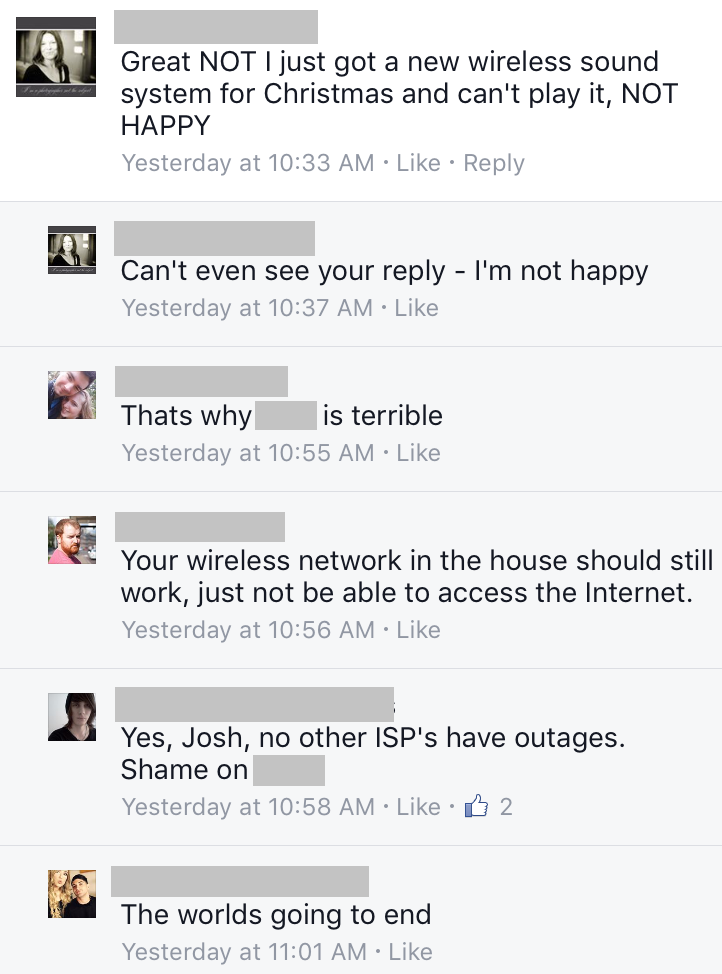 Great NOT I just got a new wireless sound
system for Christmas and can't play it, NOT
HAPPY
Yesterday at 10:33 AM · Like · Reply
Can't even see your reply - I'm not happy
Yesterday at 10:37 AM · Like
Thats why is terrible
Yesterday at 10:55 AM · Like
Your wireless network in the house should still
work, just not be able to access the Internet.
Yesterday at 10:56 AM · Like
Yes, Josh, no other ISP's have outages.
Shame on
Yesterday at 10:58 AM · Like · 2
The worlds going to end
Yesterday at 11:01 AM · Like